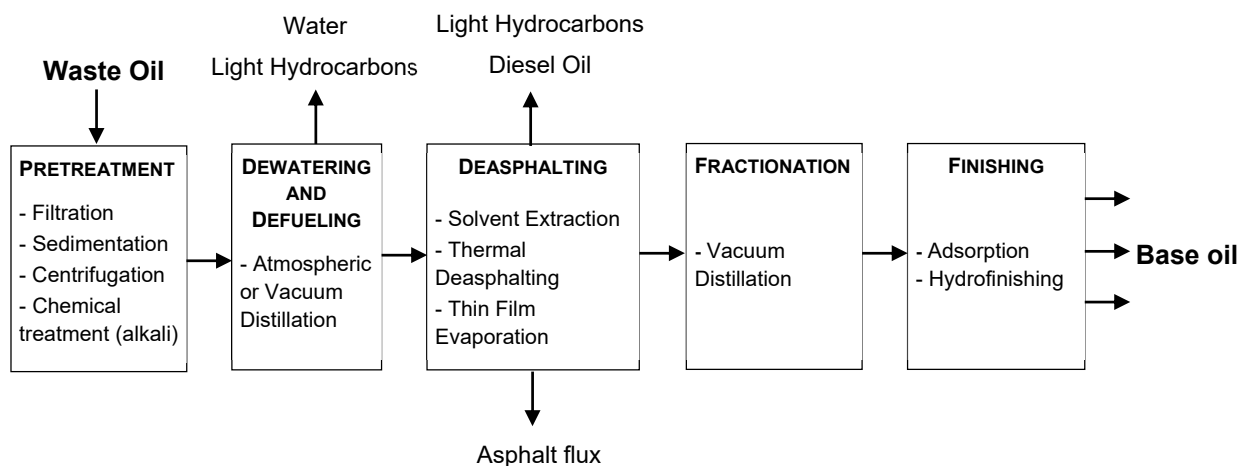 Waste Oil
Water
Light Hydrocarbons
Light Hydrocarbons
Diesel Oil
PRETREATMENT
- Filtration
- Sedimentation
- Centrifugation
- Chemical
treatment (alkali)
DEWATERING
AND
DEFUELING
- Atmospheric
or Vacuum
Distillation
DEASPHALTING
- Solvent Extraction
- Thermal
Deasphalting
- Thin Film
Evaporation
FRACTIONATION
- Vacuum
Distillation
FINISHING
- Adsorption
- Hydrofinishing
Base oil
Asphalt flux